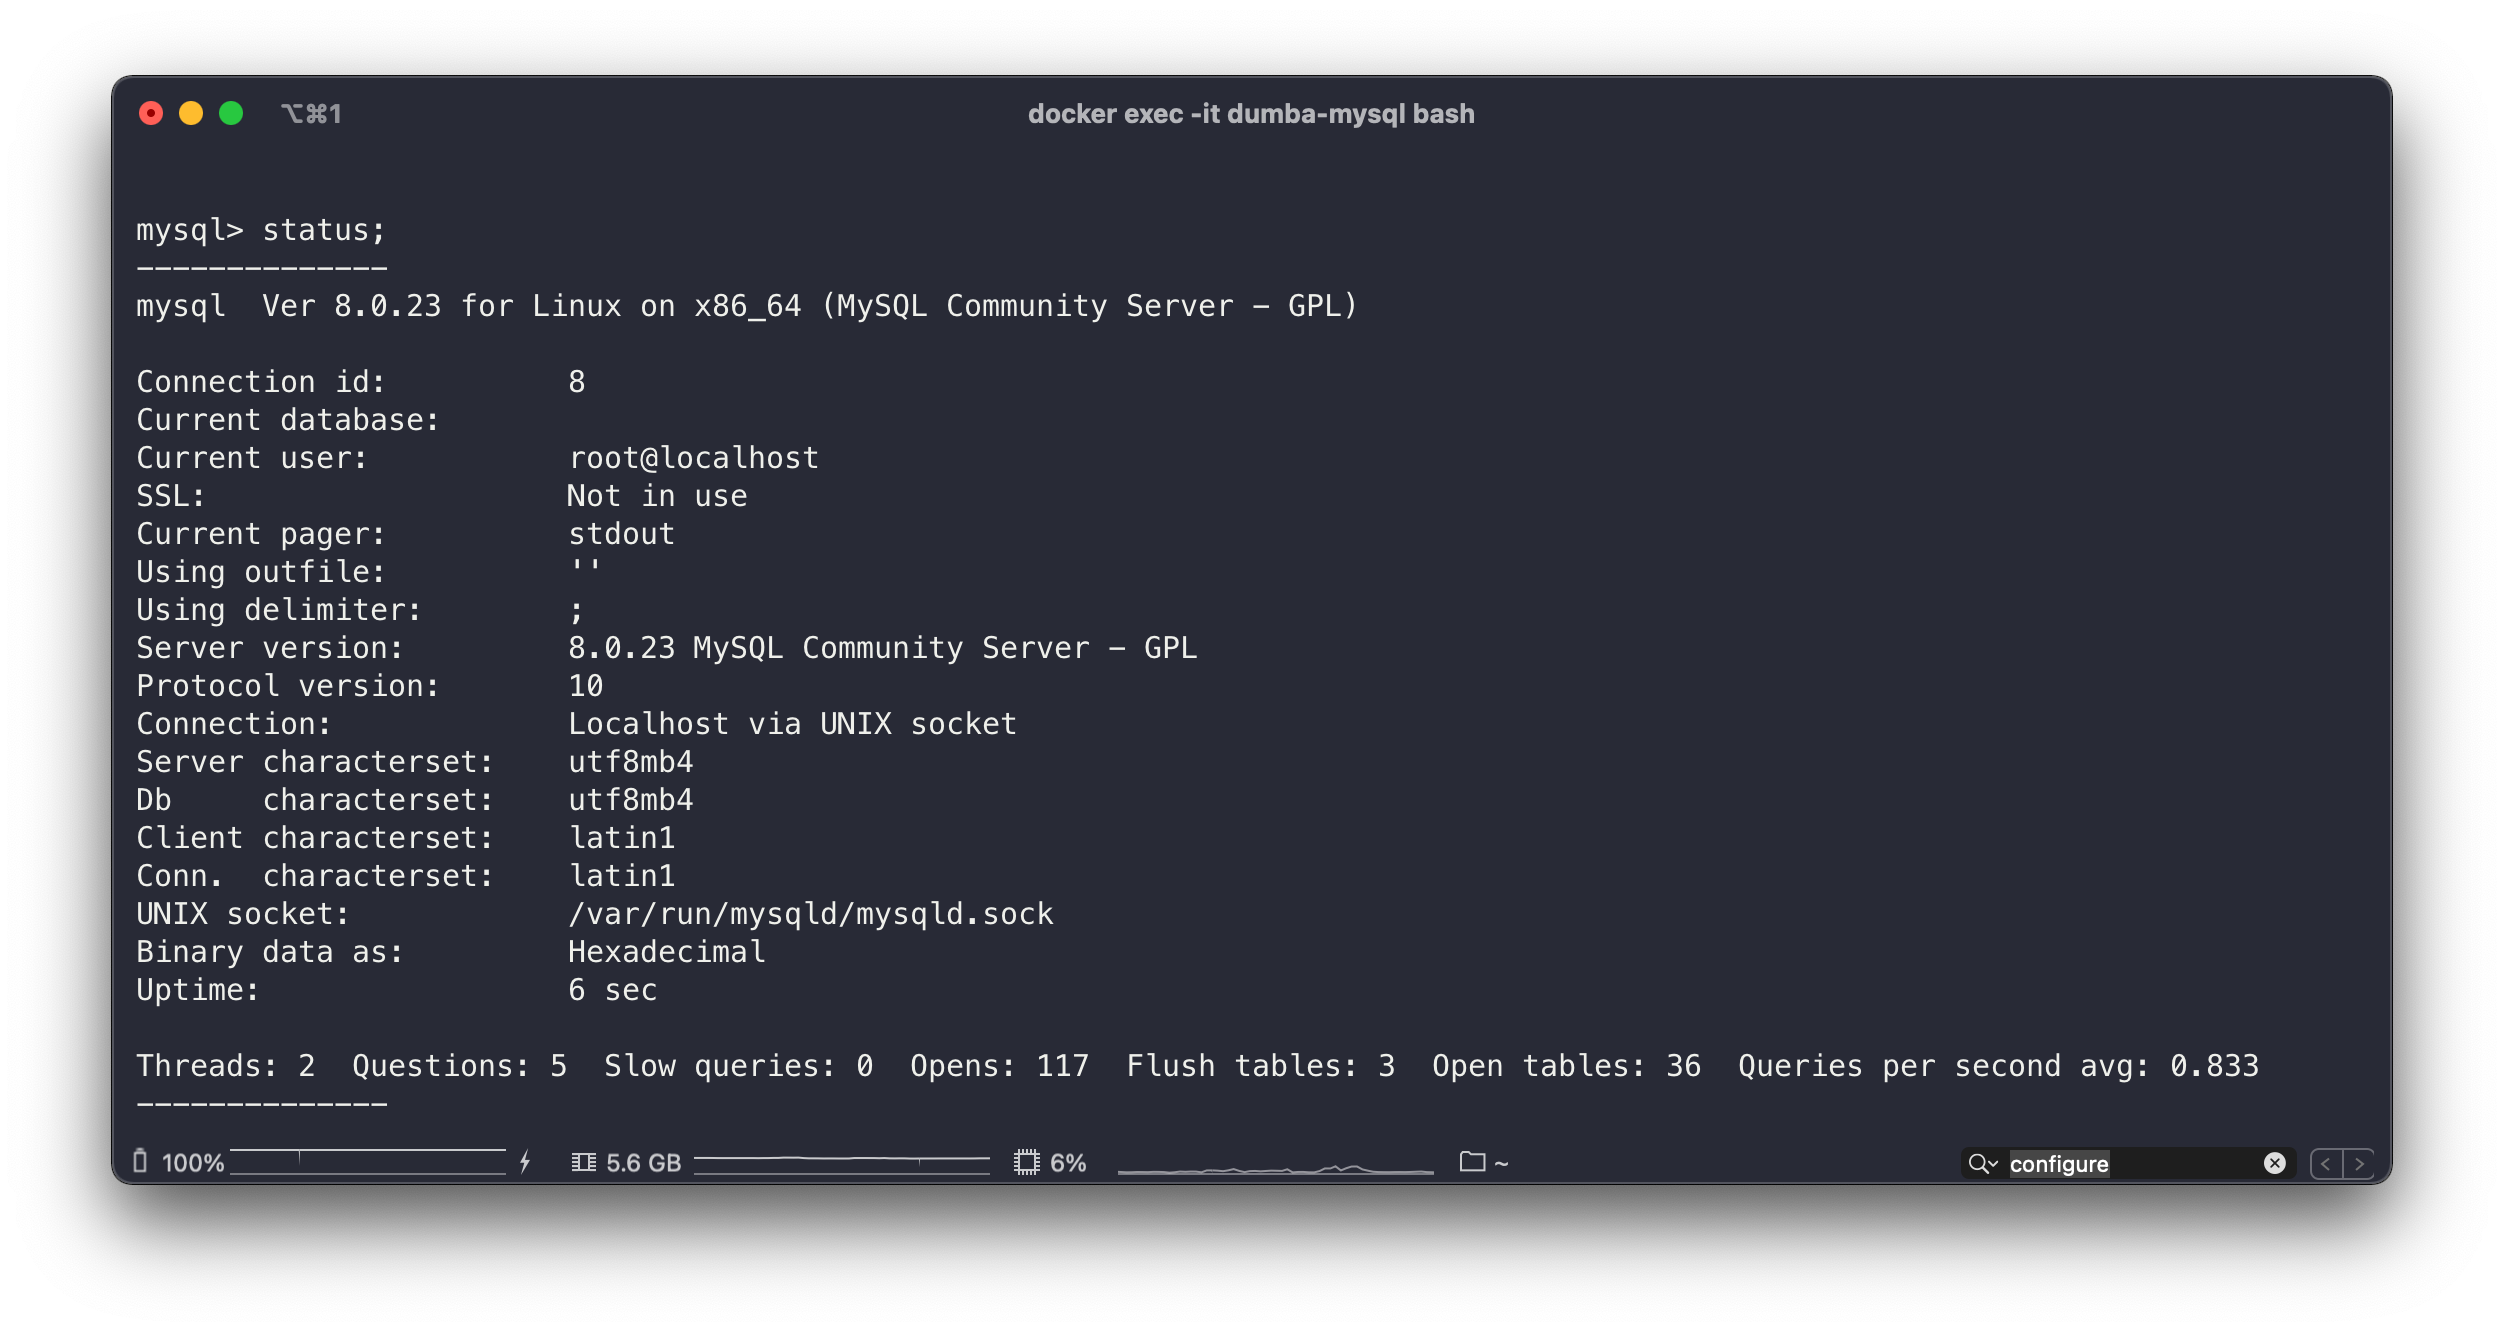 ⌥⌘1 docker exec -it dumba-mysql bash
mysql> status;
--------------
mysql  Ver 8.0.23 for Linux on x86_64 (MySQL Community Server - GPL)
Connection id:          8
Current database:
Current user:           root@localhost
SSL:                    Not in use
Current pager:          stdout
Using outfile:          ''
Using delimiter:        ;
Server version:         8.0.23 MySQL Community Server - GPL
Protocol version:       10
Connection:             Localhost via UNIX socket
Server characterset:    utf8mb4
Db     characterset:    utf8mb4
Client characterset:    latin1
Conn.  characterset:    latin1
UNIX socket:            /var/run/mysqld/mysqld.sock
Binary data as:         Hexadecimal
Uptime:                 6 sec
Threads: 2  Questions: 5  Slow queries: 0  Opens: 117  Flush tables: 3  Open tables: 36  Queries per second avg: 0.833
--------------
100% 5.6 GB 6% ~ configure